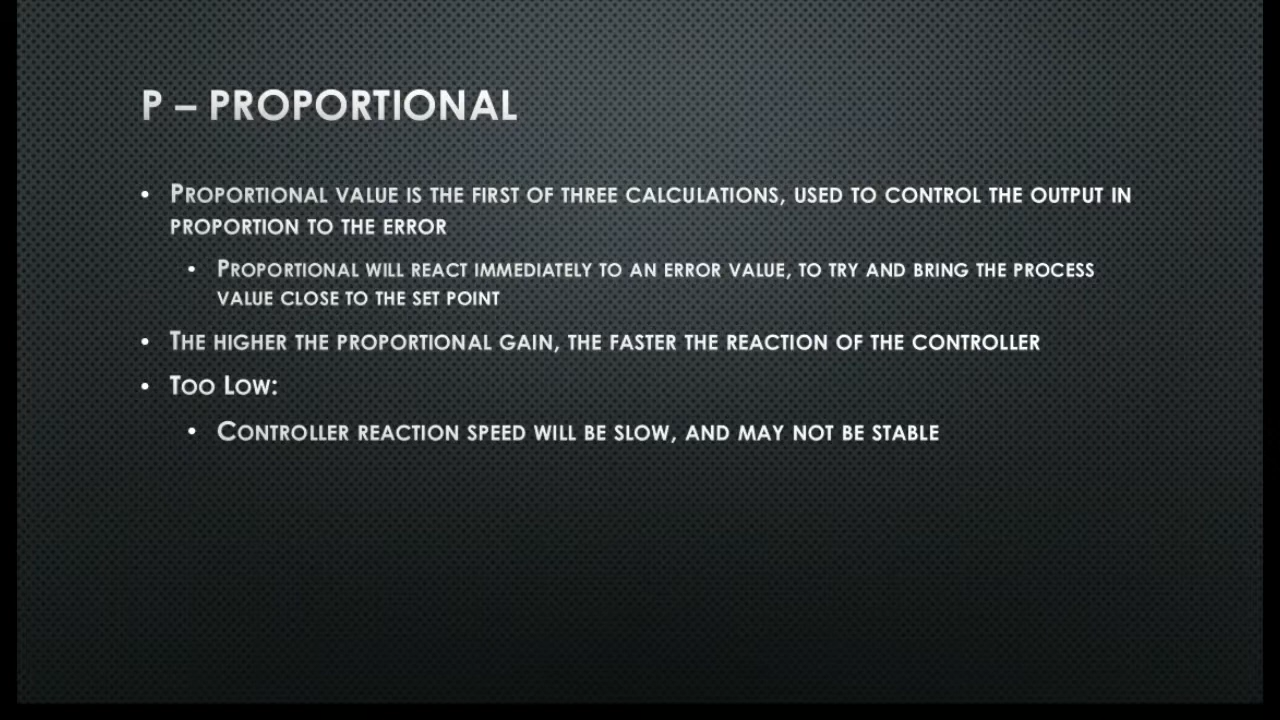 P – PROPORTIONAL
• PROPORTIONAL VALUE IS THE FIRST OF THREE CALCULATIONS, USED TO CONTROL THE OUTPUT IN
PROPORTION TO THE ERROR
• PROPORTIONAL WILL REACT IMMEDIATELY TO AN ERROR VALUE, TO TRY AND BRING THE PROCESS
VALUE CLOSE TO THE SET POINT
• THE HIGHER THE PROPORTIONAL GAIN, THE FASTER THE REACTION OF THE CONTROLLER
• TOO LOW:
• CONTROLLER REACTION SPEED WILL BE SLOW, AND MAY NOT BE STABLE